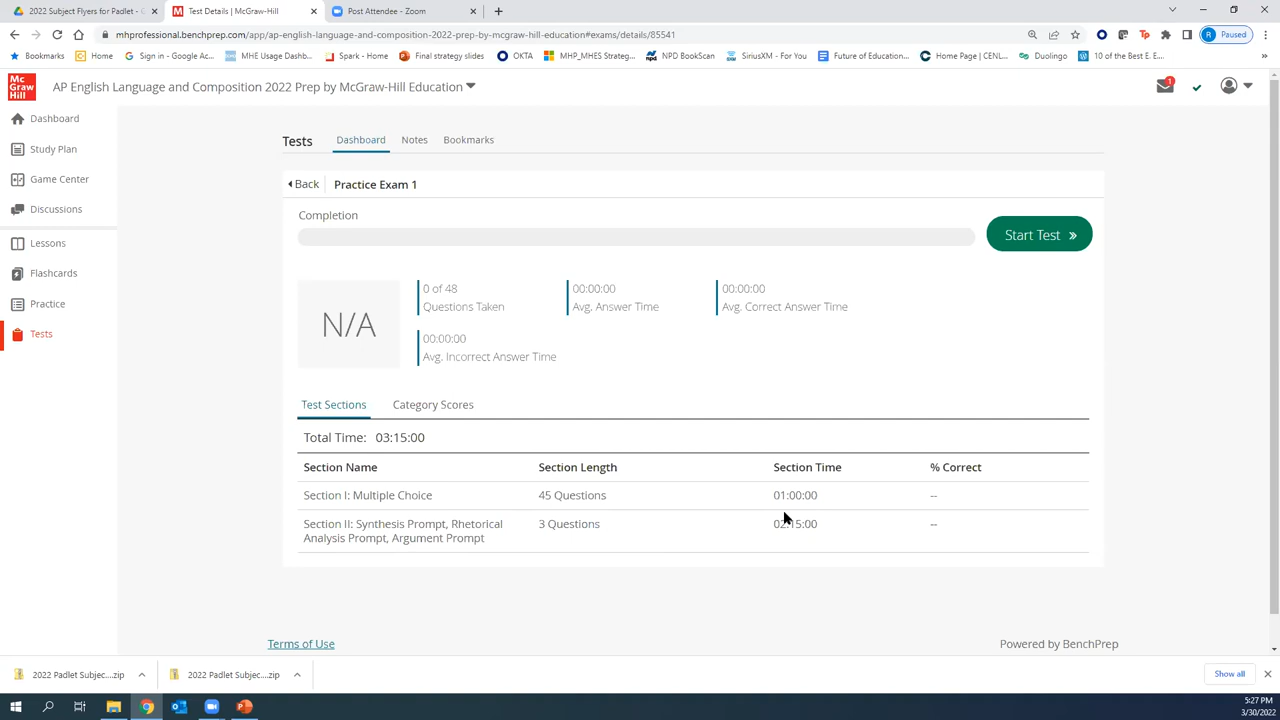 2022 Subject Flyers for Padlet - G
Test Details | McGraw-Hill
Post Attendee - Zoom
mhprofessional.benchprep.com/app/ap-english-language-and-composition-2022-prep-by-mcgraw-hill-education#exams/details/85541
R Paused
Bookmarks
Home
Sign in - Google Ac...
MHE Usage Dashb...
Spark - Home
Final strategy slides
OKTA
MHP_MHES Strateg...
NPD BookScan
SiriusXM - For You
Future of Education...
Home Page | CENL...
Duolingo
10 of the Best E. E...
Mc
Graw
Hill
AP English Language and Composition 2022 Prep by McGraw-Hill Education
1
Dashboard
Study Plan
Game Center
Discussions
Lessons
Flashcards
Practice
Tests
Tests Dashboard Notes Bookmarks
Back Practice Exam 1
Completion
Start Test »
N/A
0 of 48
Questions Taken
00:00:00
Avg. Answer Time
00:00:00
Avg. Correct Answer Time
00:00:00
Avg. Incorrect Answer Time
Test Sections Category Scores
Total Time: 03:15:00
Section Name Section Length Section Time % Correct
Section I: Multiple Choice 45 Questions 01:00:00 --
Section II: Synthesis Prompt, Rhetorical 3 Questions 02:15:00 --
Analysis Prompt, Argument Prompt
Terms of Use
Powered by BenchPrep
2022 Padlet Subjec....zip
2022 Padlet Subjec....zip
Show all
5:27 PM
3/30/2022